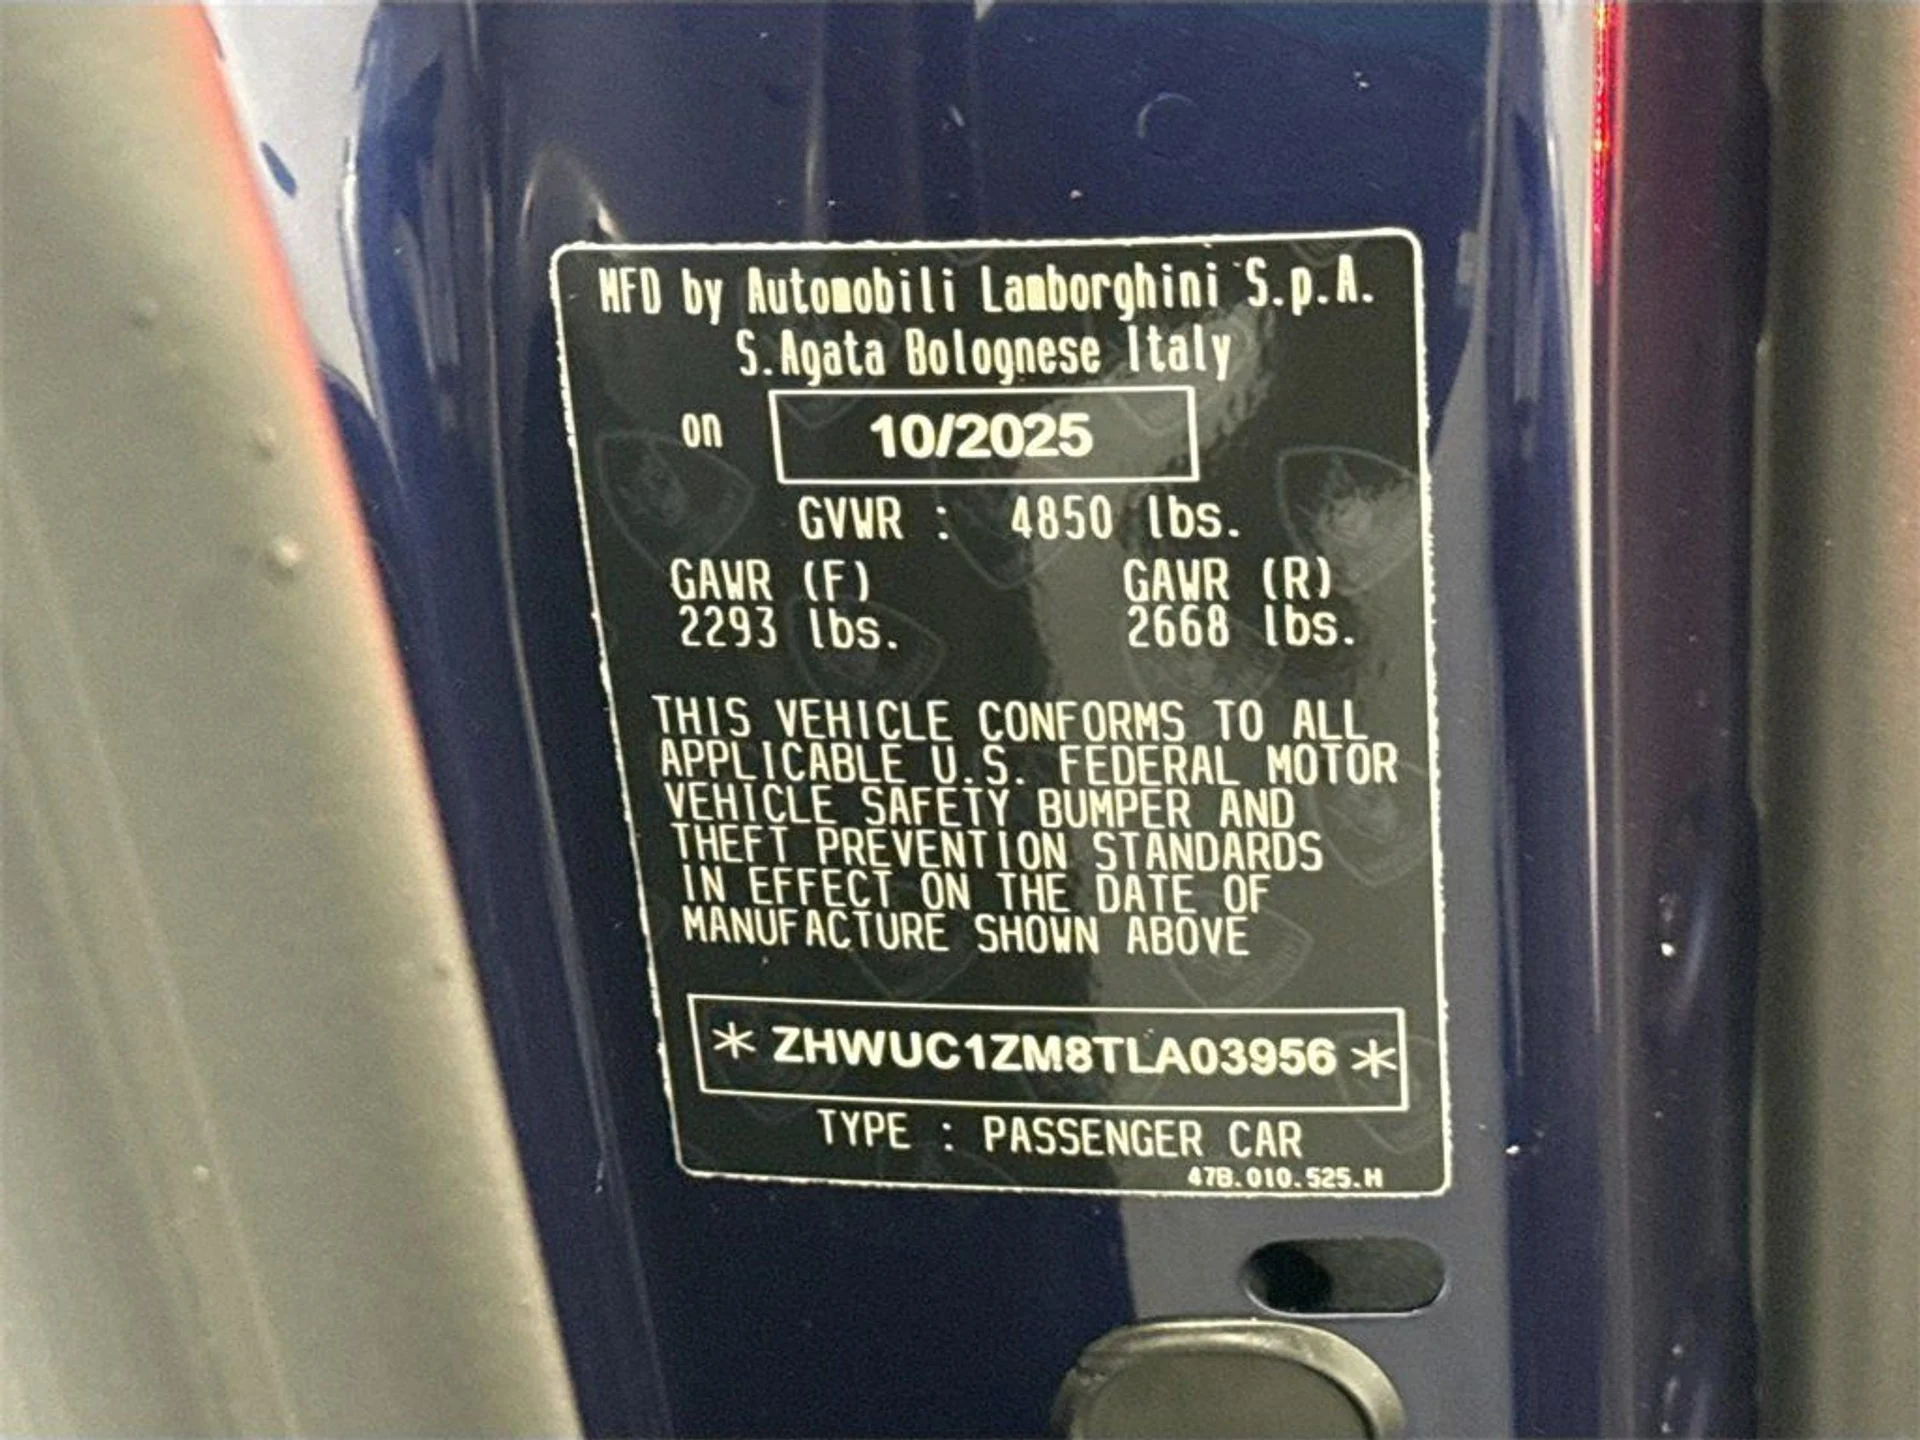 MFD by Automobili Lamborghini S.p.A.
S.Agata Bolognese Italy
on 10/2025
GVWR : 4850 lbs.
GAWR (F) GAWR (R)
2293 lbs. 2668 lbs.
THIS VEHICLE CONFORMS TO ALL
APPLICABLE U.S. FEDERAL MOTOR
VEHICLE SAFETY BUMPER AND
THEFT PREVENTION STANDARDS
IN EFFECT ON THE DATE OF
MANUFACTURE SHOWN ABOVE
* ZHWUC1ZM8TLA03956 *
TYPE : PASSENGER CAR
47B.010.525.H